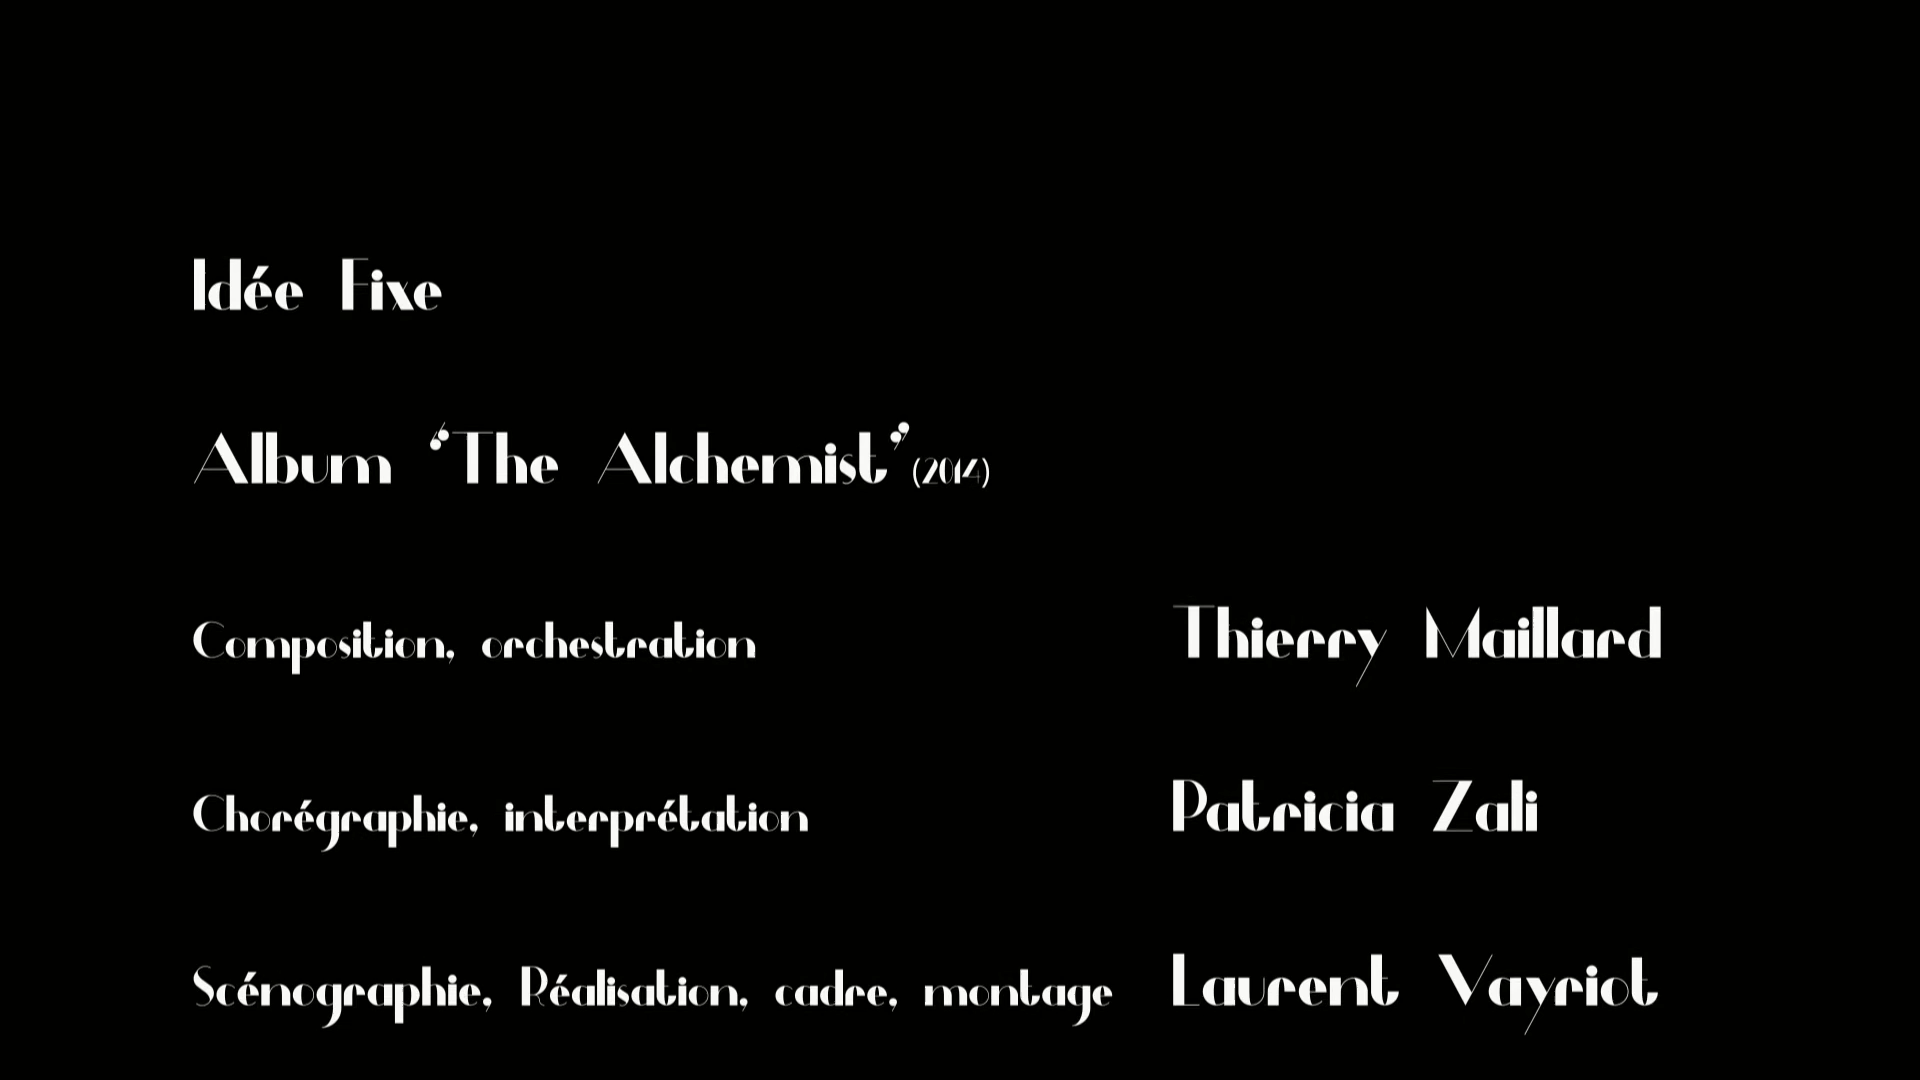 Idée Fixe
Album “The Alchemist” (2014)
Composition, orchestration Thierry Maillard
Chorégraphie, interprétation Patricia Zali
Scénographie, Réalisation, cadre, montage Laurent Vayriot